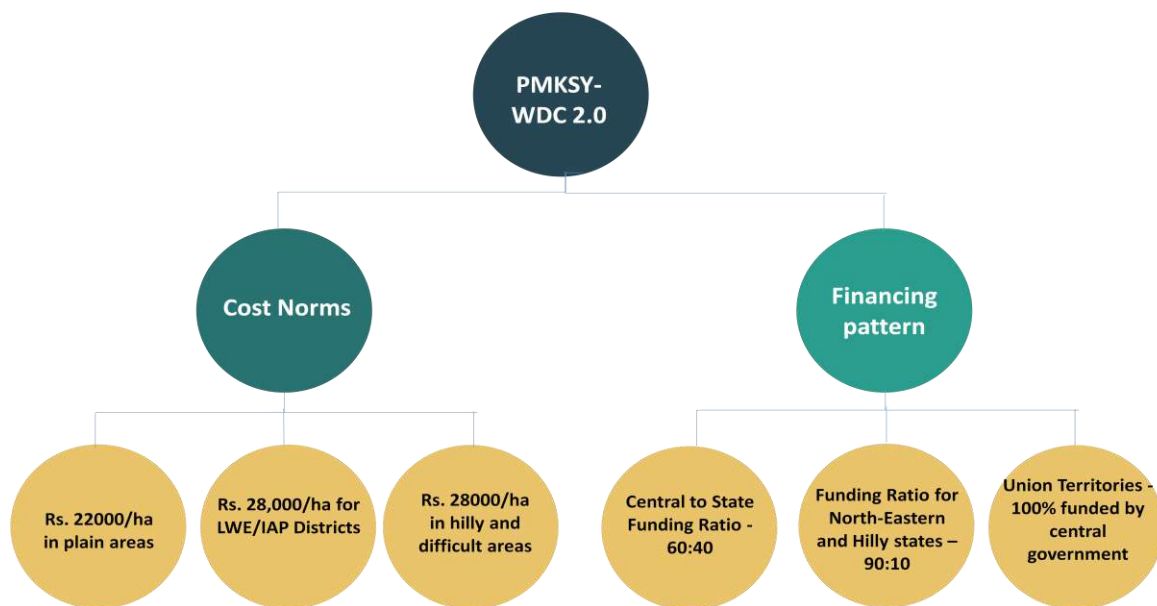 PMKSY-
WDC 2.0
Cost Norms
Financing
pattern
Rs. 22000/ha
in plain areas
Rs. 28,000/ha for
LWE/IAP Districts
Rs. 28000/ha
in hilly and
difficult areas
Central to State
Funding Ratio -
60:40
Funding Ratio for
North-Eastern
and Hilly states –
90:10
Union Territories -
100% funded by
central
government